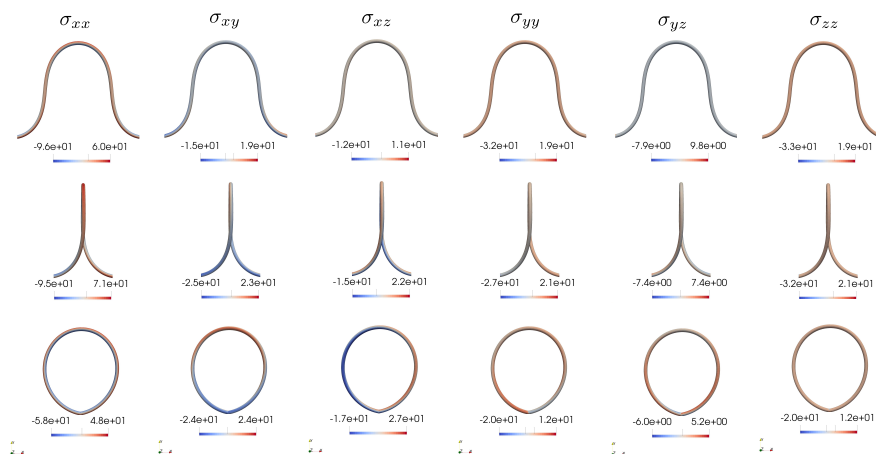 σxx σxy σxz σyy σyz σzz
-9.6e+01 6.0e+01 -1.5e+01 1.9e+01 -1.2e+01 1.1e+01 -3.2e+01 1.9e+01 -7.9e+00 9.8e+00 -3.3e+01 1.9e+01
-9.5e+01 7.1e+01 -2.5e+01 2.3e+01 -1.5e+01 2.2e+01 -2.7e+01 2.1e+01 -7.4e+00 7.4e+00 -3.2e+01 2.1e+01
-5.8e+01 4.8e+01 -2.4e+01 2.4e+01 -1.7e+01 2.7e+01 -2.0e+01 1.2e+01 -6.0e+00 5.2e+00 -2.0e+01 1.2e+01